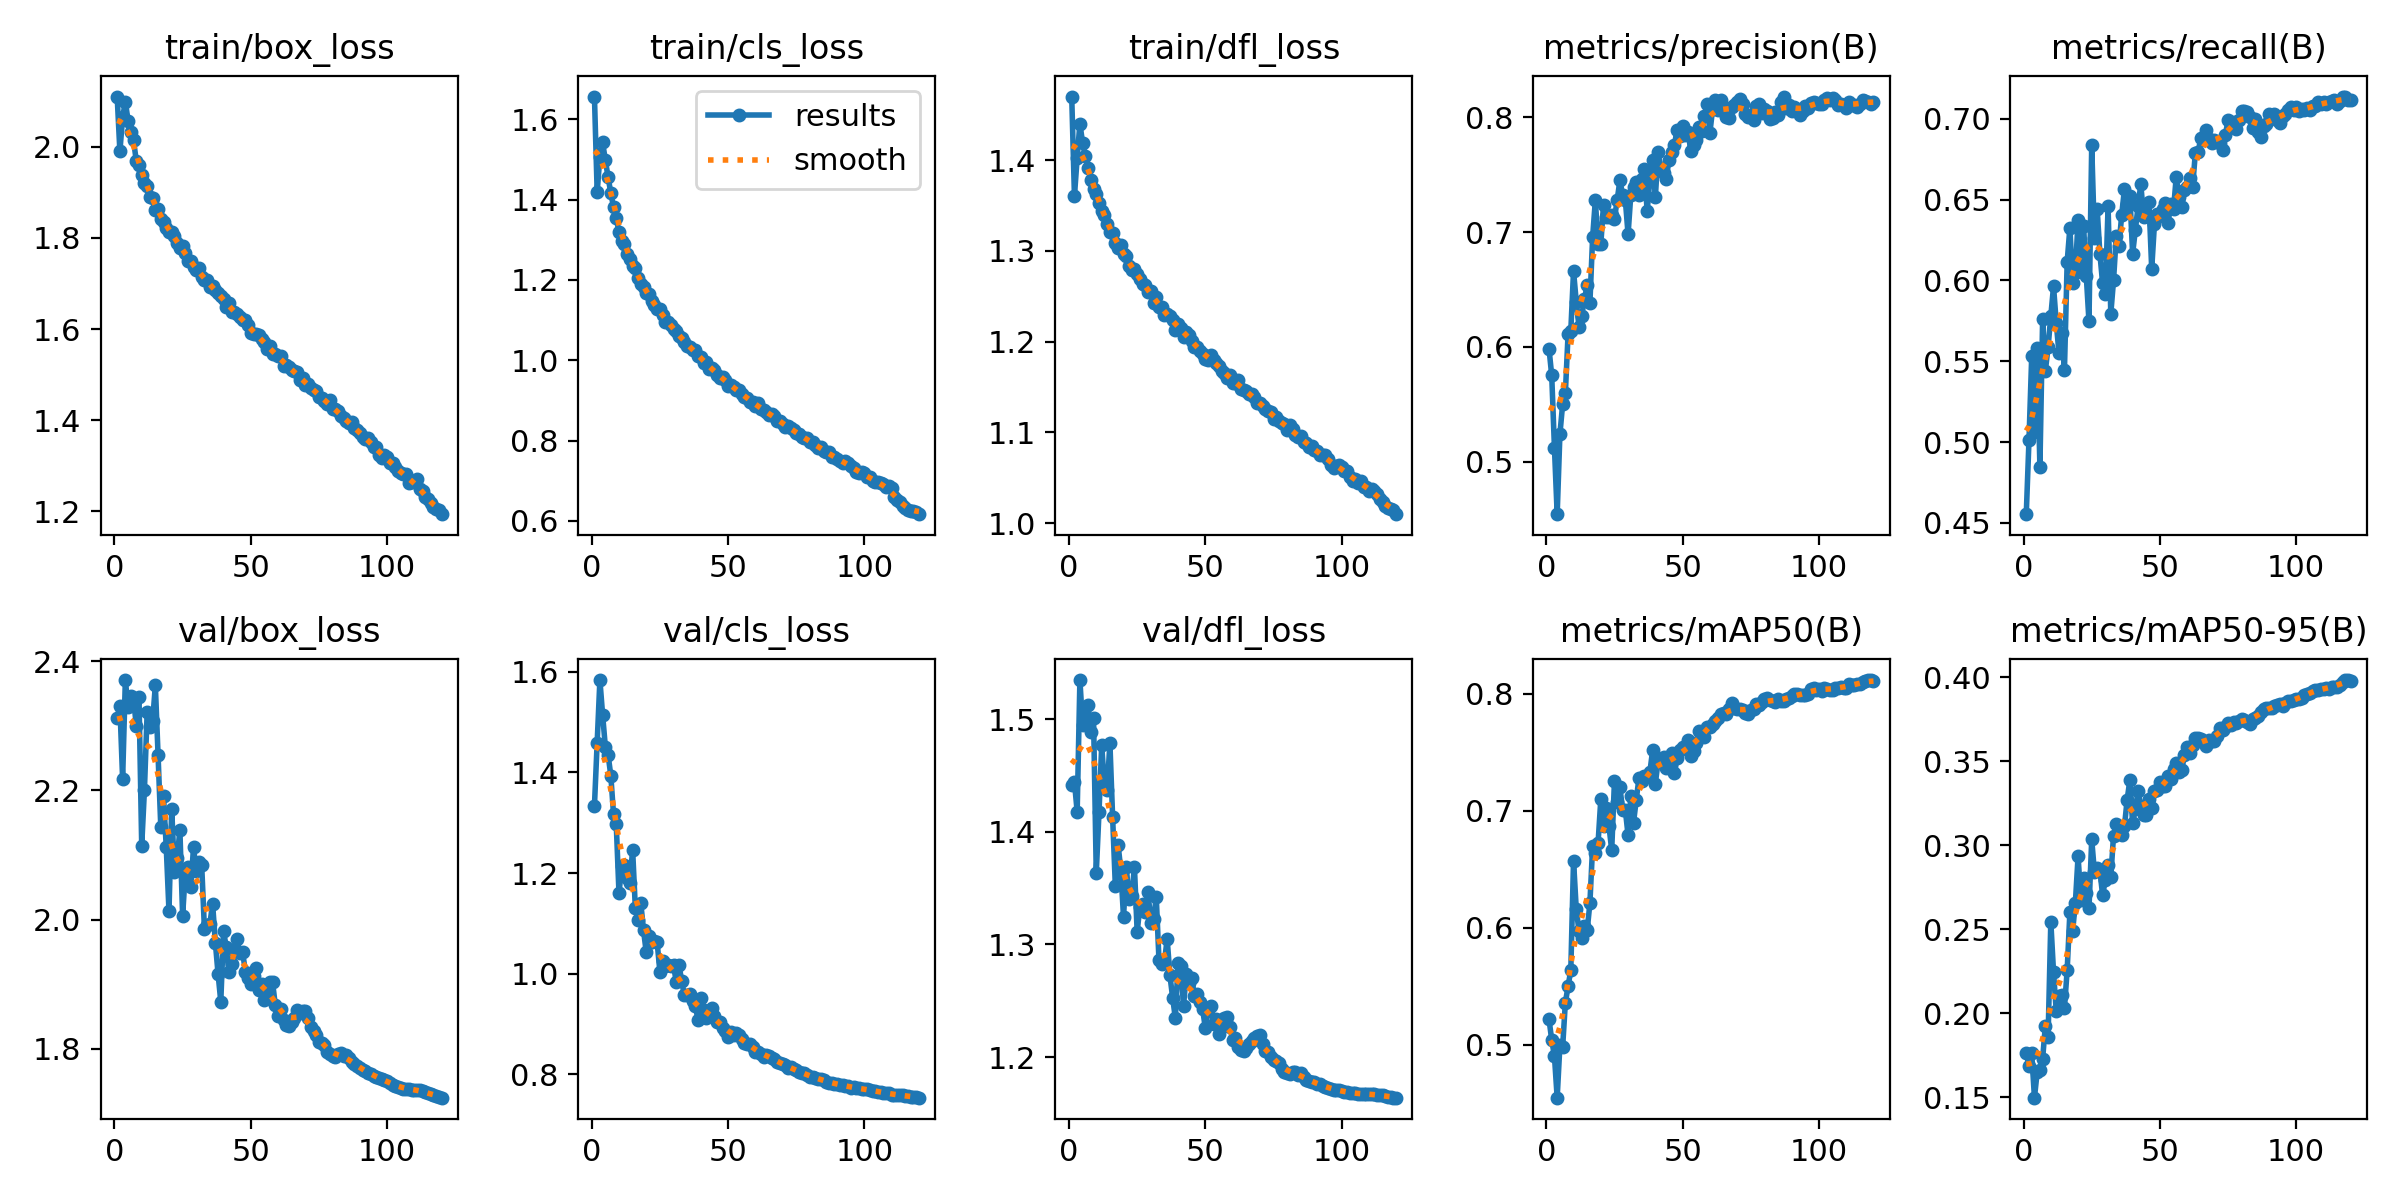 train/box_loss
train/cls_loss
train/dfl_loss
metrics/precision(B)
metrics/recall(B)
2.0
1.8
1.6
1.4
1.2
0 50 100
results
smooth
1.6
1.4
1.2
1.0
0.8
0.6
0 50 100
1.4
1.3
1.2
1.1
1.0
0 50 100
0.8
0.7
0.6
0.5
0 50 100
0.70
0.65
0.60
0.55
0.50
0.45
0 50 100
val/box_loss
val/cls_loss
val/dfl_loss
metrics/mAP50(B)
metrics/mAP50-95(B)
2.4
2.2
2.0
1.8
0 50 100
1.6
1.4
1.2
1.0
0.8
0 50 100
1.5
1.4
1.3
1.2
0 50 100
0.8
0.7
0.6
0.5
0 50 100
0.40
0.35
0.30
0.25
0.20
0.15
0 50 100